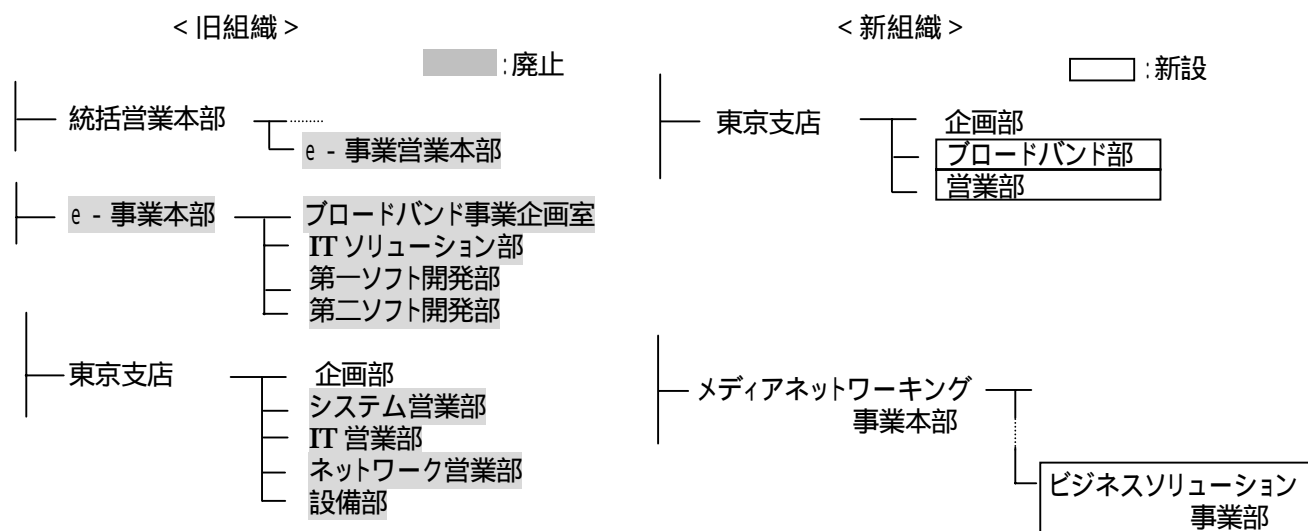 <旧組織>
:廃止
統括営業本部
e-事業営業本部
e-事業本部
ブロードバンド事業企画室
ITソリューション部
第一ソフト開発部
第二ソフト開発部
東京支店
企画部
システム営業部
IT営業部
ネットワーク営業部
設備部
<新組織>
:新設
東京支店
企画部
ブロードバンド部
営業部
メディアネットワーキング
事業本部
ビジネスソリューション
事業部